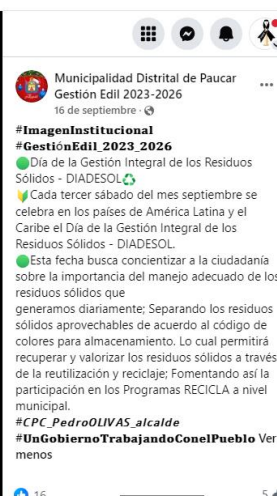 Municipalidad Distrital de Paucar
Gestión Edil 2023-2026
16 de septiembre ·
#ImagenInstitucional
#GestiónEdil_2023_2026
Día de la Gestión Integral de los Residuos
Sólidos - DIADESOL
Cada tercer sábado del mes septiembre se
celebra en los países de América Latina y el
Caribe el Día de la Gestión Integral de los
Residuos Sólidos - DIADESOL.
Esta fecha busca concientizar a la ciudadanía
sobre la importancia del manejo adecuado de los
residuos sólidos que
generamos diariamente; Separando los residuos
sólidos aprovechables de acuerdo al código de
colores para almacenamiento. Lo cual permitirá
recuperar y valorizar los residuos sólidos a través
de la reutilización y reciclaje; Fomentando así la
participación en los Programas RECICLA a nivel
municipal.
#CPC_PedroOLIVAS_alcalde
#UnGobiernoTrabajandoConelPueblo Ver
menos
16
5